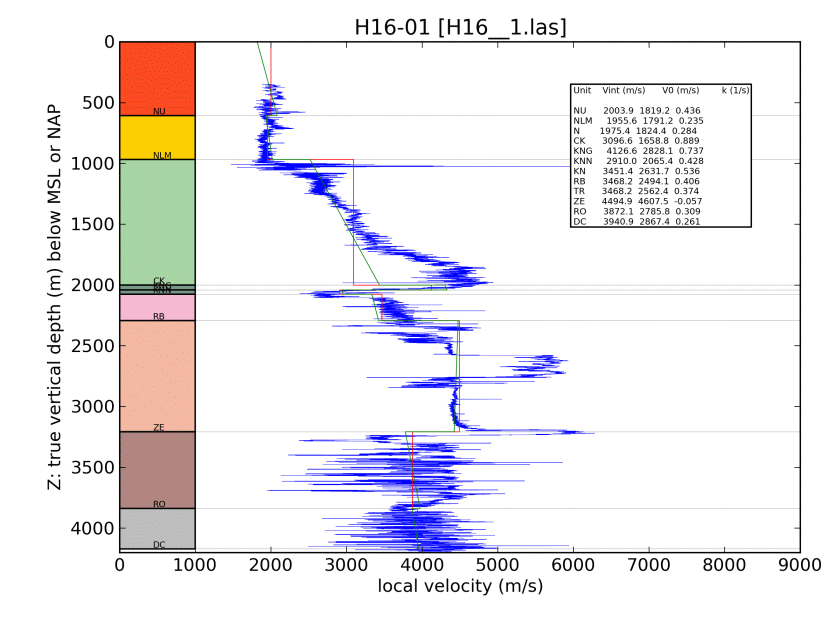 H16-01 [H16__1.las]
Z: true vertical depth (m) below MSL or NAP
0
500
1000
1500
2000
2500
3000
3500
4000
NU
NLM
CK
KNN
RB
ZE
RO
DC
Unit Vint (m/s) V0 (m/s) k (1/s)
NU 2003.9 1819.2 0.436
NLM 1955.6 1791.2 0.235
N 1975.4 1824.4 0.284
CK 3096.6 1658.8 0.889
KNG 4126.6 2828.1 0.737
KNN 2910.0 2065.4 0.428
KN 3451.4 2631.7 0.536
RB 3468.2 2494.1 0.406
TR 3468.2 2562.4 0.374
ZE 4494.9 4607.5 -0.057
RO 3872.1 2785.8 0.309
DC 3940.9 2867.4 0.261
0 1000 2000 3000 4000 5000 6000 7000 8000 9000
local velocity (m/s)